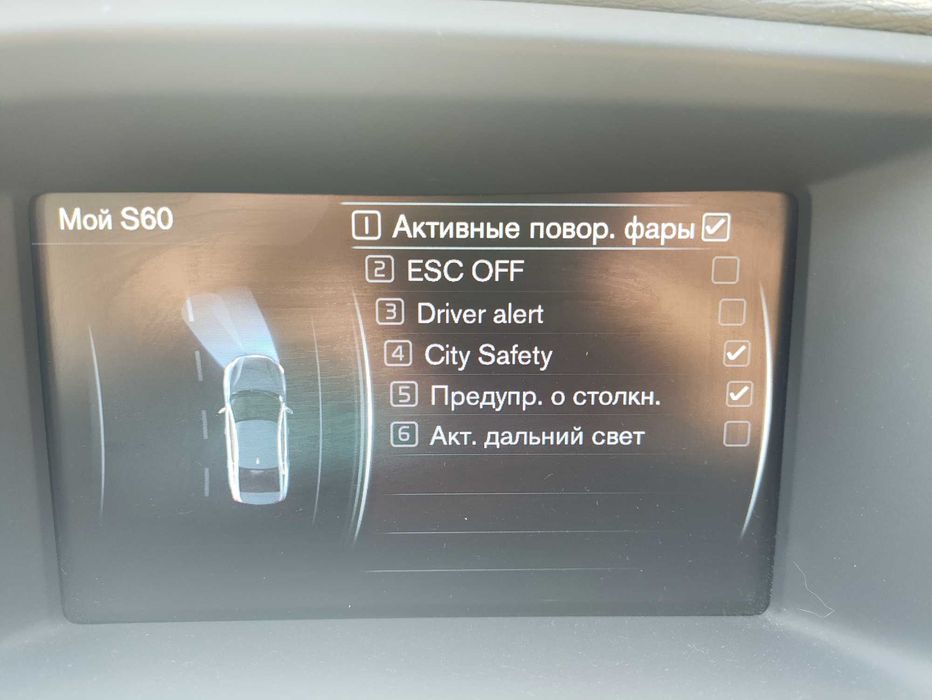 Мой S60
1 Активные повор. фары
2 ESC OFF
3 Driver alert
4 City Safety
5 Предупр. о столкн.
6 Акт. дальний свет